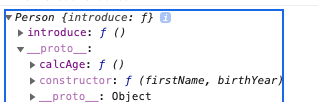 ▼Person {introduce: ƒ} i
▶introduce: ƒ ()
▼__proto__:
▶calcAge: ƒ ()
▶constructor: ƒ (firstName, birthYear)
▶__proto__: Object